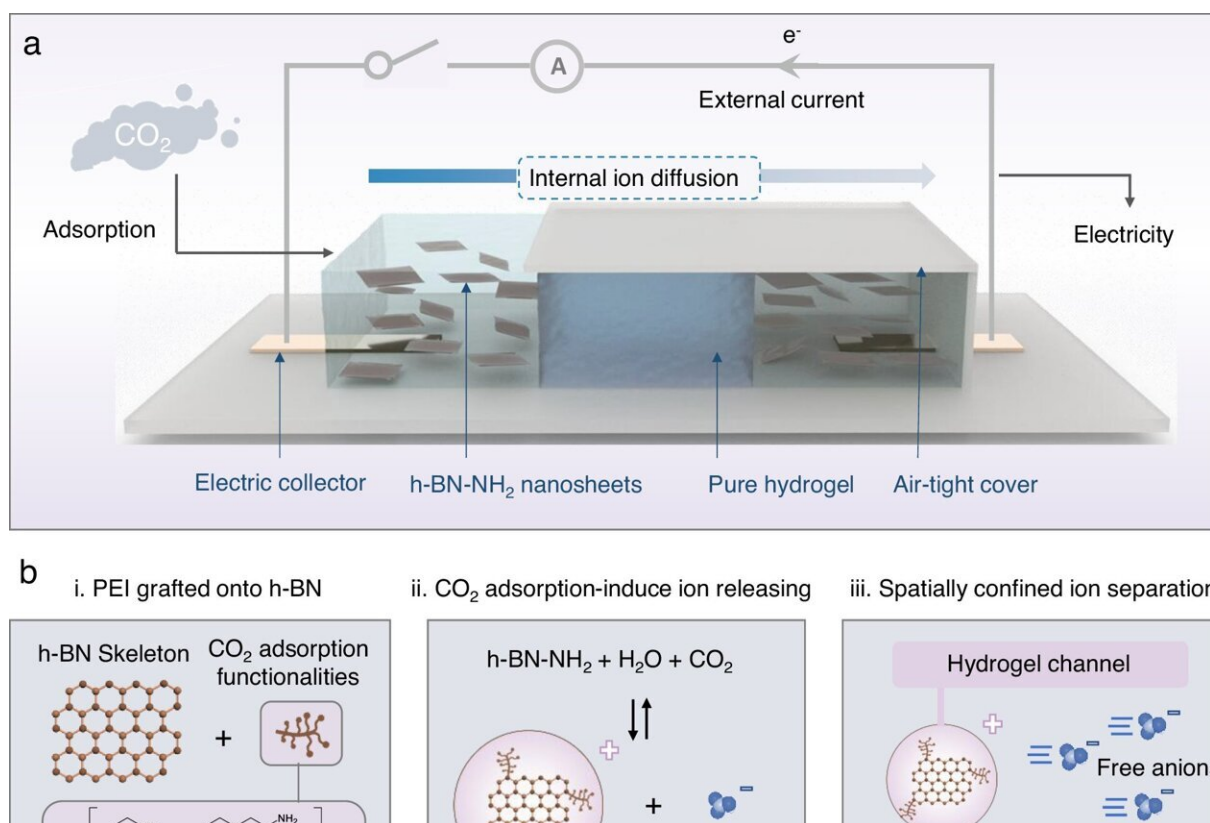 a
e-
A
External current
CO₂
Internal ion diffusion
Adsorption
Electricity
Electric collector
h-BN-NH₂ nanosheets
Pure hydrogel
Air-tight cover
b
i. PEI grafted onto h-BN
h-BN Skeleton
CO₂ adsorption
functionalities
+
NH₂
ii. CO₂ adsorption-induce ion releasing
h-BN-NH₂ + H₂O + CO₂
+
iii. Spatially confined ion separation
Hydrogel channel
Free anion